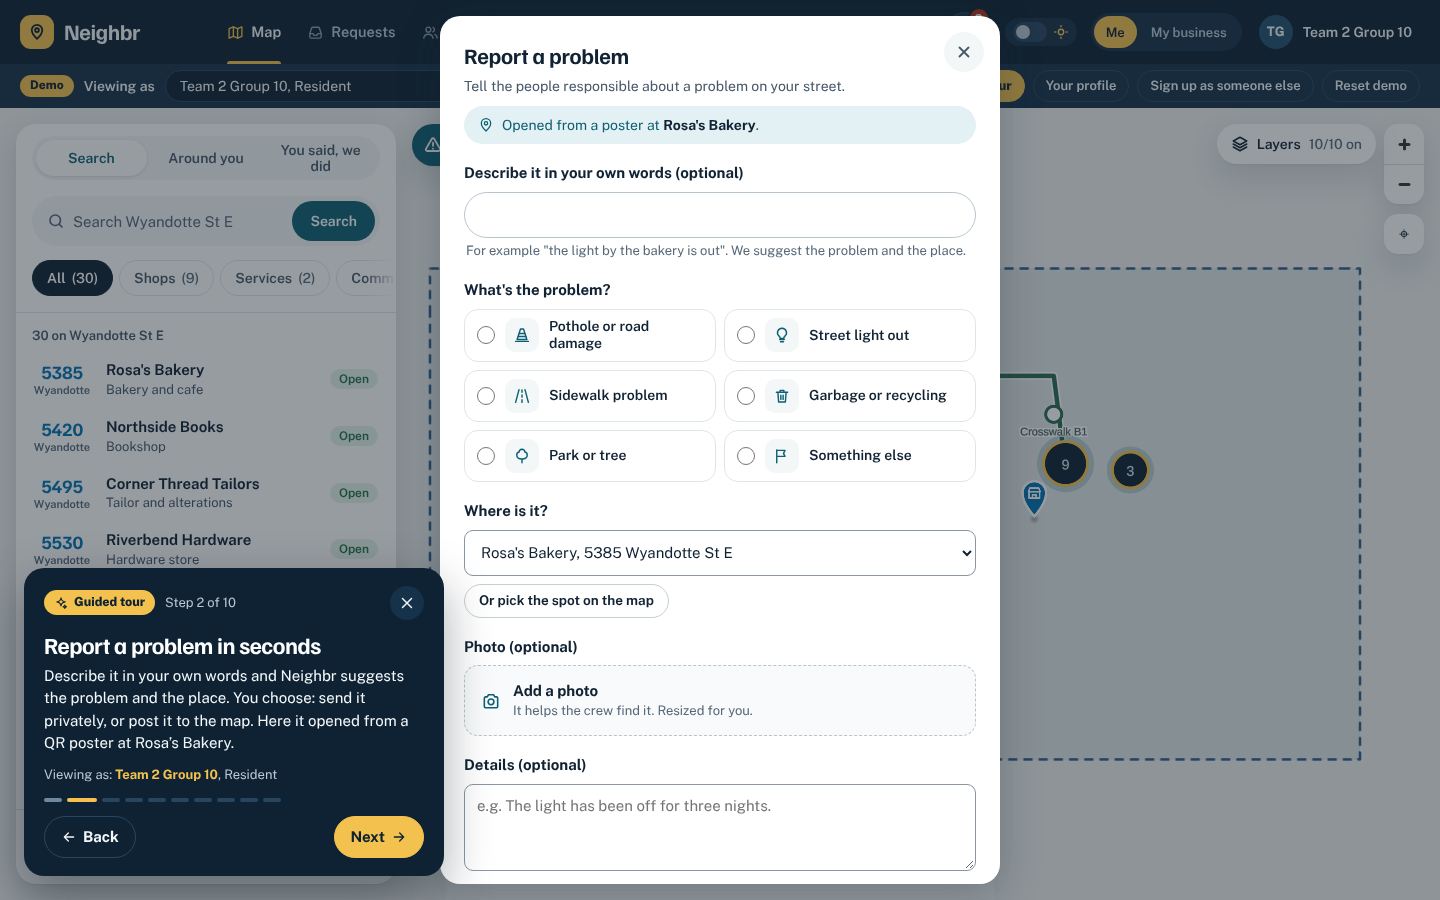 Neighbr
Map
Requests
Me
My business
TG
Team 2 Group 10
Demo
Viewing as
Team 2 Group 10, Resident
Your profile
Sign up as someone else
Reset demo
Search
Around you
You said, we
did
Search Wyandotte St E
Search
All (30)
Shops (9)
Services (2)
30 on Wyandotte St E
5385
Wyandotte
Rosa's Bakery
Bakery and cafe
Open
5420
Wyandotte
Northside Books
Bookshop
Open
5495
Wyandotte
Corner Thread Tailors
Tailor and alterations
Open
5530
Wyandotte
Riverbend Hardware
Hardware store
Open
Guided tour
Step 2 of 10
Report a problem in seconds
Describe it in your own words and Neighbr suggests
the problem and the place. You choose: send it
privately, or post it to the map. Here it opened from a
QR poster at Rosa's Bakery.
Viewing as: Team 2 Group 10, Resident
Back
Next
Report a problem
Tell the people responsible about a problem on your street.
Opened from a poster at Rosa's Bakery.
Describe it in your own words (optional)
For example "the light by the bakery is out". We suggest the problem and the place.
What's the problem?
Pothole or road
damage
Street light out
Sidewalk problem
Garbage or recycling
Park or tree
Something else
Where is it?
Rosa's Bakery, 5385 Wyandotte St E
Or pick the spot on the map
Photo (optional)
Add a photo
It helps the crew find it. Resized for you.
Details (optional)
e.g. The light has been off for three nights.
Layers 10/10 on
Crosswalk B1
9
3